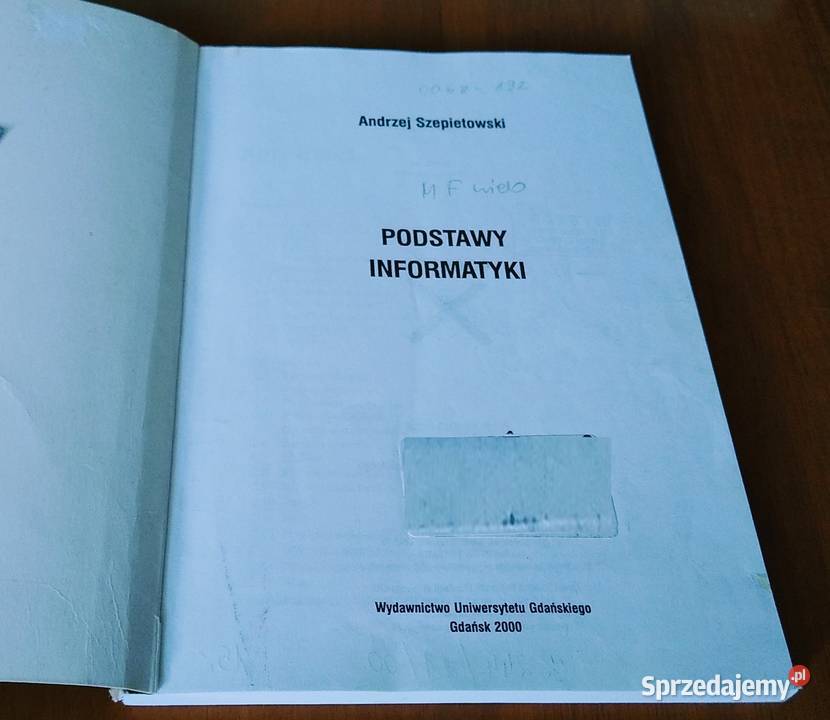 Andrzej Szepietowski
M F
PODSTAWY
INFORMATYKI
Wydawnictwo Uniwersytetu Gdańskiego
Gdańsk 2000
Sprzedajemy.pl